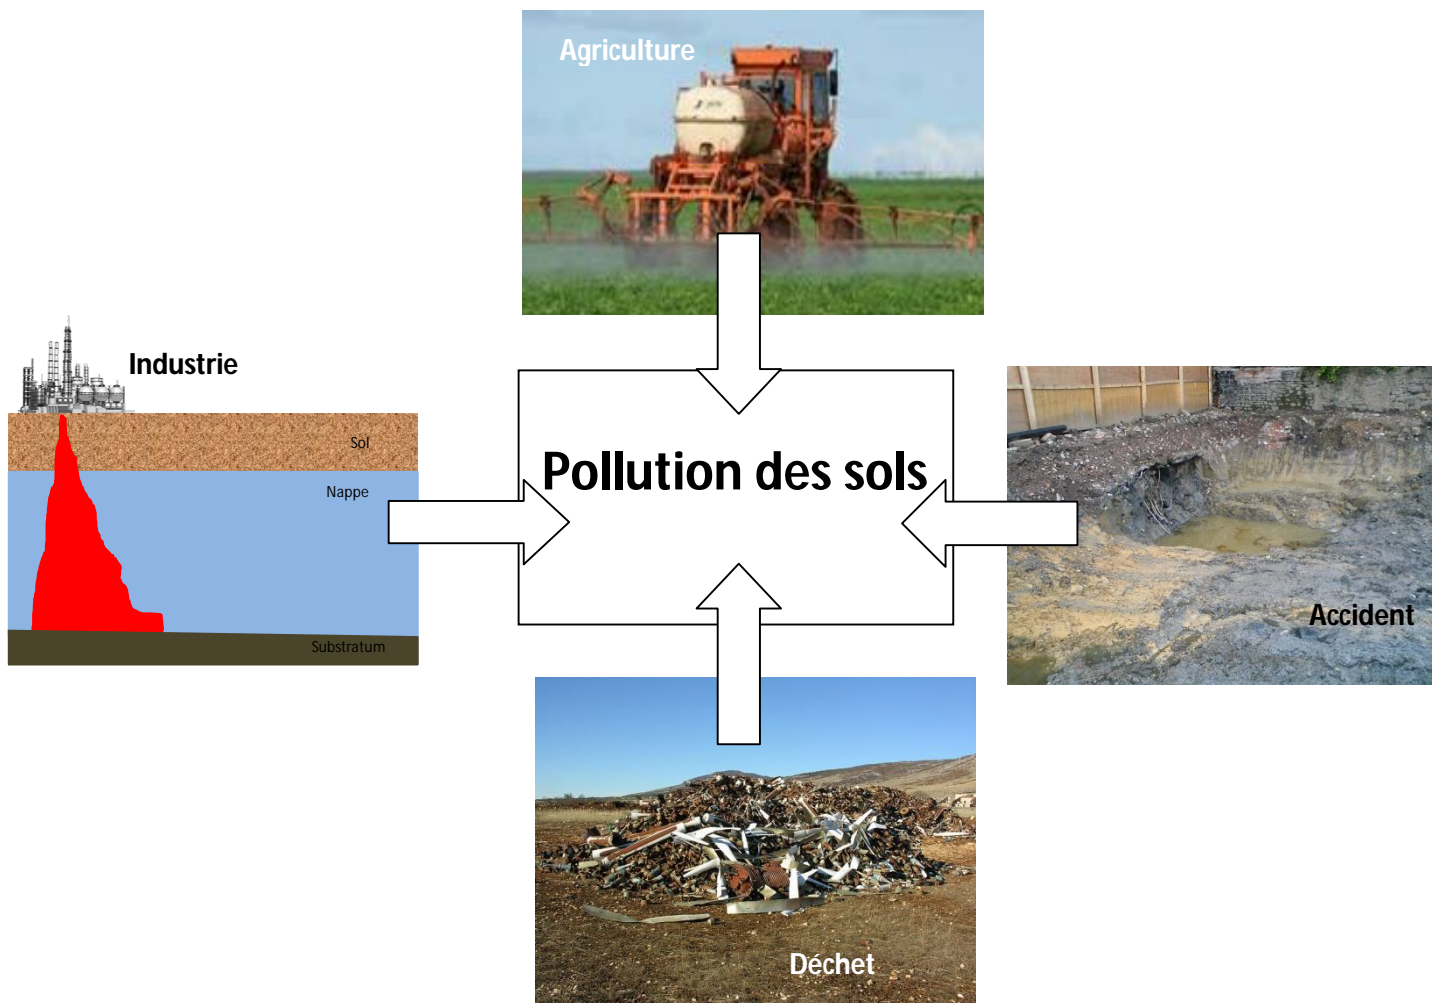 Agriculture
Industrie
Sol
Nappe
Substratum
Pollution des sols
Accident
Déchet